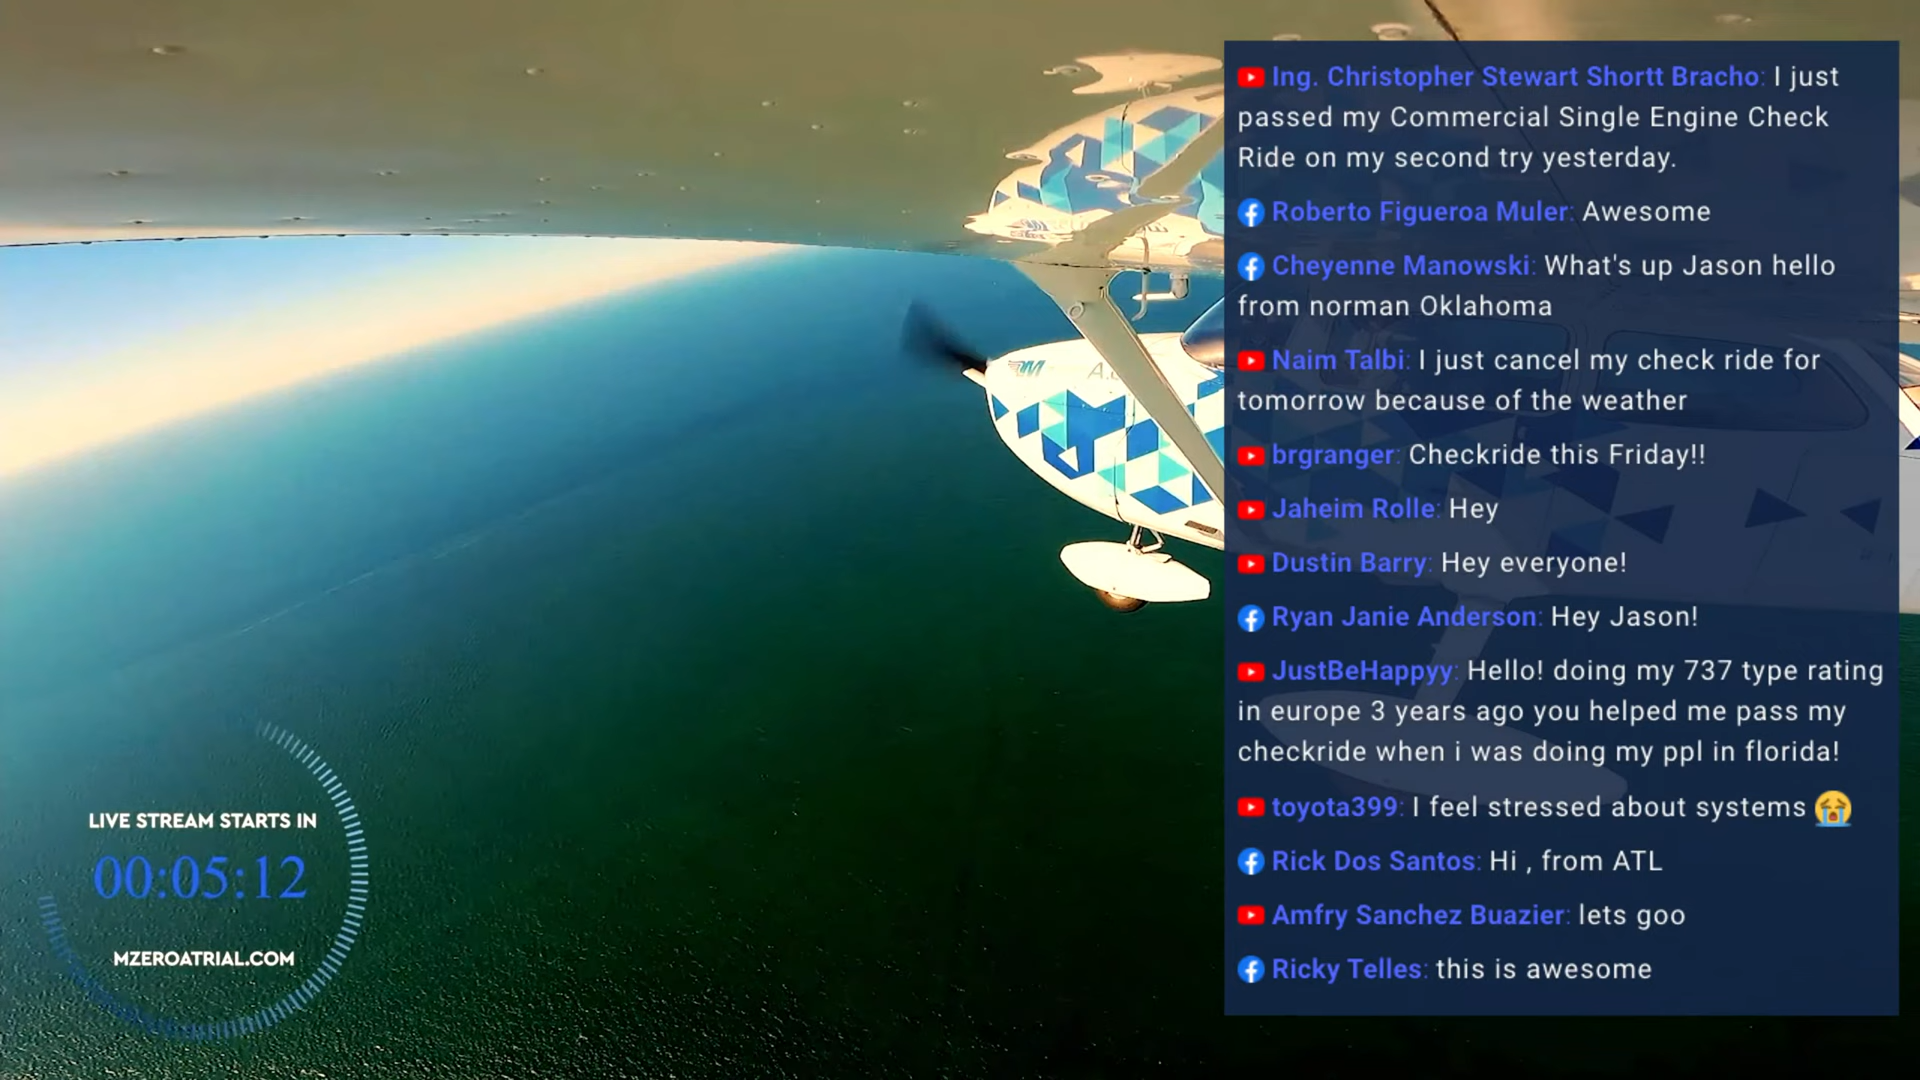 Ing. Christopher Stewart Shortt Bracho: I just
passed my Commercial Single Engine Check
Ride on my second try yesterday.
Roberto Figueroa Muler: Awesome
Cheyenne Manowski: What's up Jason hello
from norman Oklahoma
Naim Talbi: I just cancel my check ride for
tomorrow because of the weather
brgranger: Checkride this Friday!!
Jaheim Rolle: Hey
Dustin Barry: Hey everyone!
Ryan Janie Anderson: Hey Jason!
JustBeHappyy: Hello! doing my 737 type rating
in europe 3 years ago you helped me pass my
checkride when i was doing my ppl in florida!
toyota399: I feel stressed about systems 😭
Rick Dos Santos: Hi , from ATL
Amfry Sanchez Buazier: lets goo
Ricky Telles: this is awesome
LIVE STREAM STARTS IN
00:05:12
MZEROATRIAL.COM